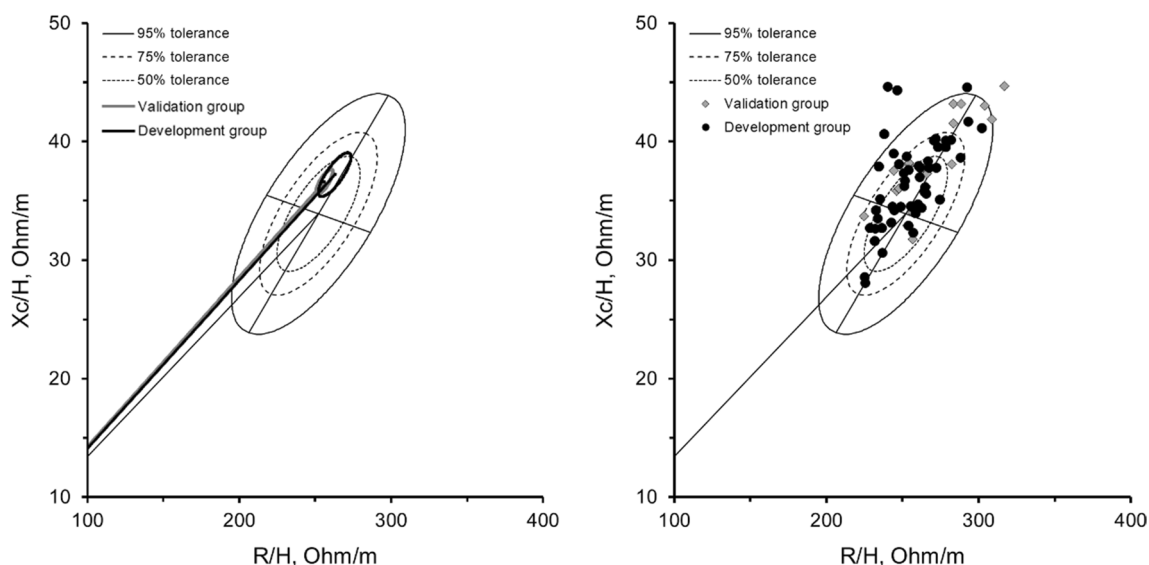 50
40
30
20
10
Xc/H, Ohm/m
95% tolerance
75% tolerance
50% tolerance
Validation group
Development group
100
200
300
400
R/H, Ohm/m
50
40
30
20
10
Xc/H, Ohm/m
95% tolerance
75% tolerance
50% tolerance
Validation group
Development group
100
200
300
400
R/H, Ohm/m